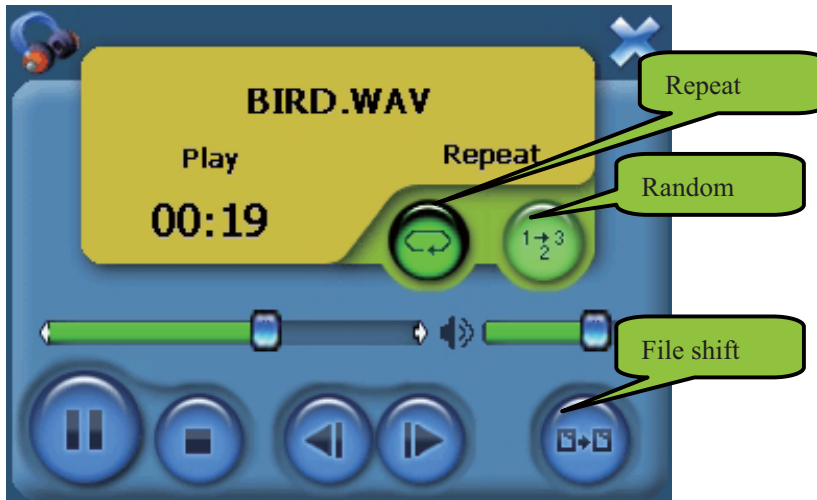 BIRD.WAV
Repeat
Play
Repeat
00:19
Random
1→3
2
File shift